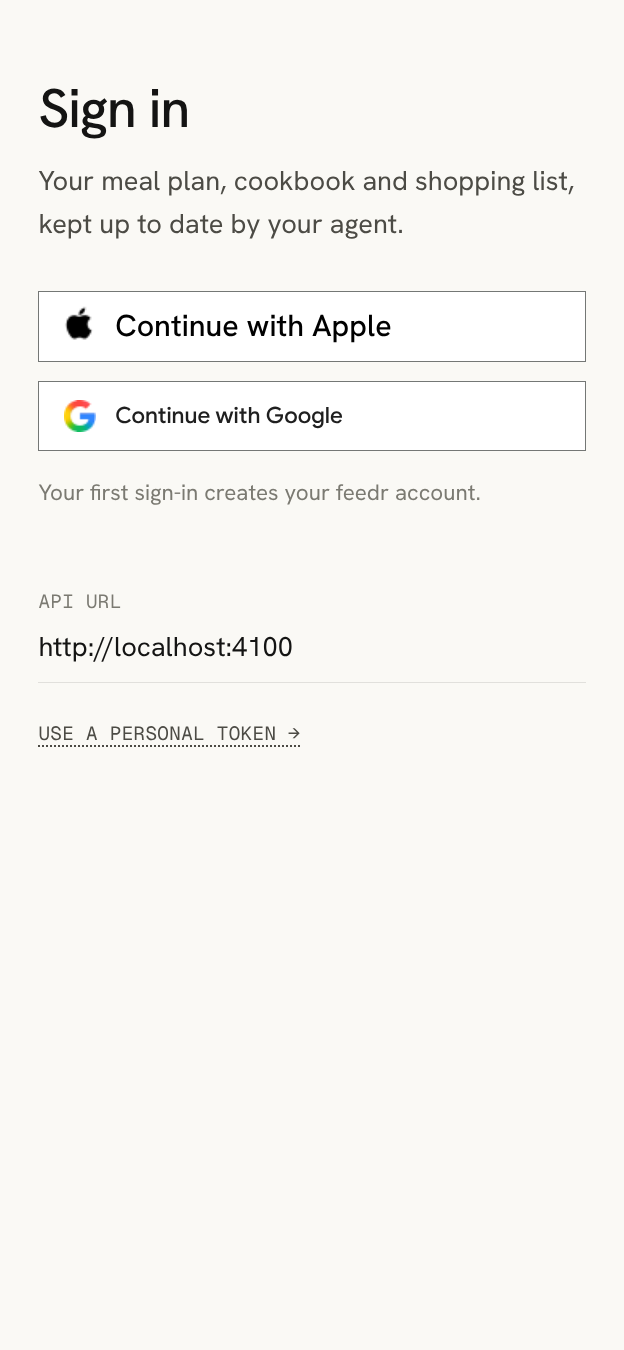 Sign in
Your meal plan, cookbook and shopping list,
kept up to date by your agent.
Continue with Apple
Continue with Google
Your first sign-in creates your feedr account.
API URL
http://localhost:4100
USE A PERSONAL TOKEN →